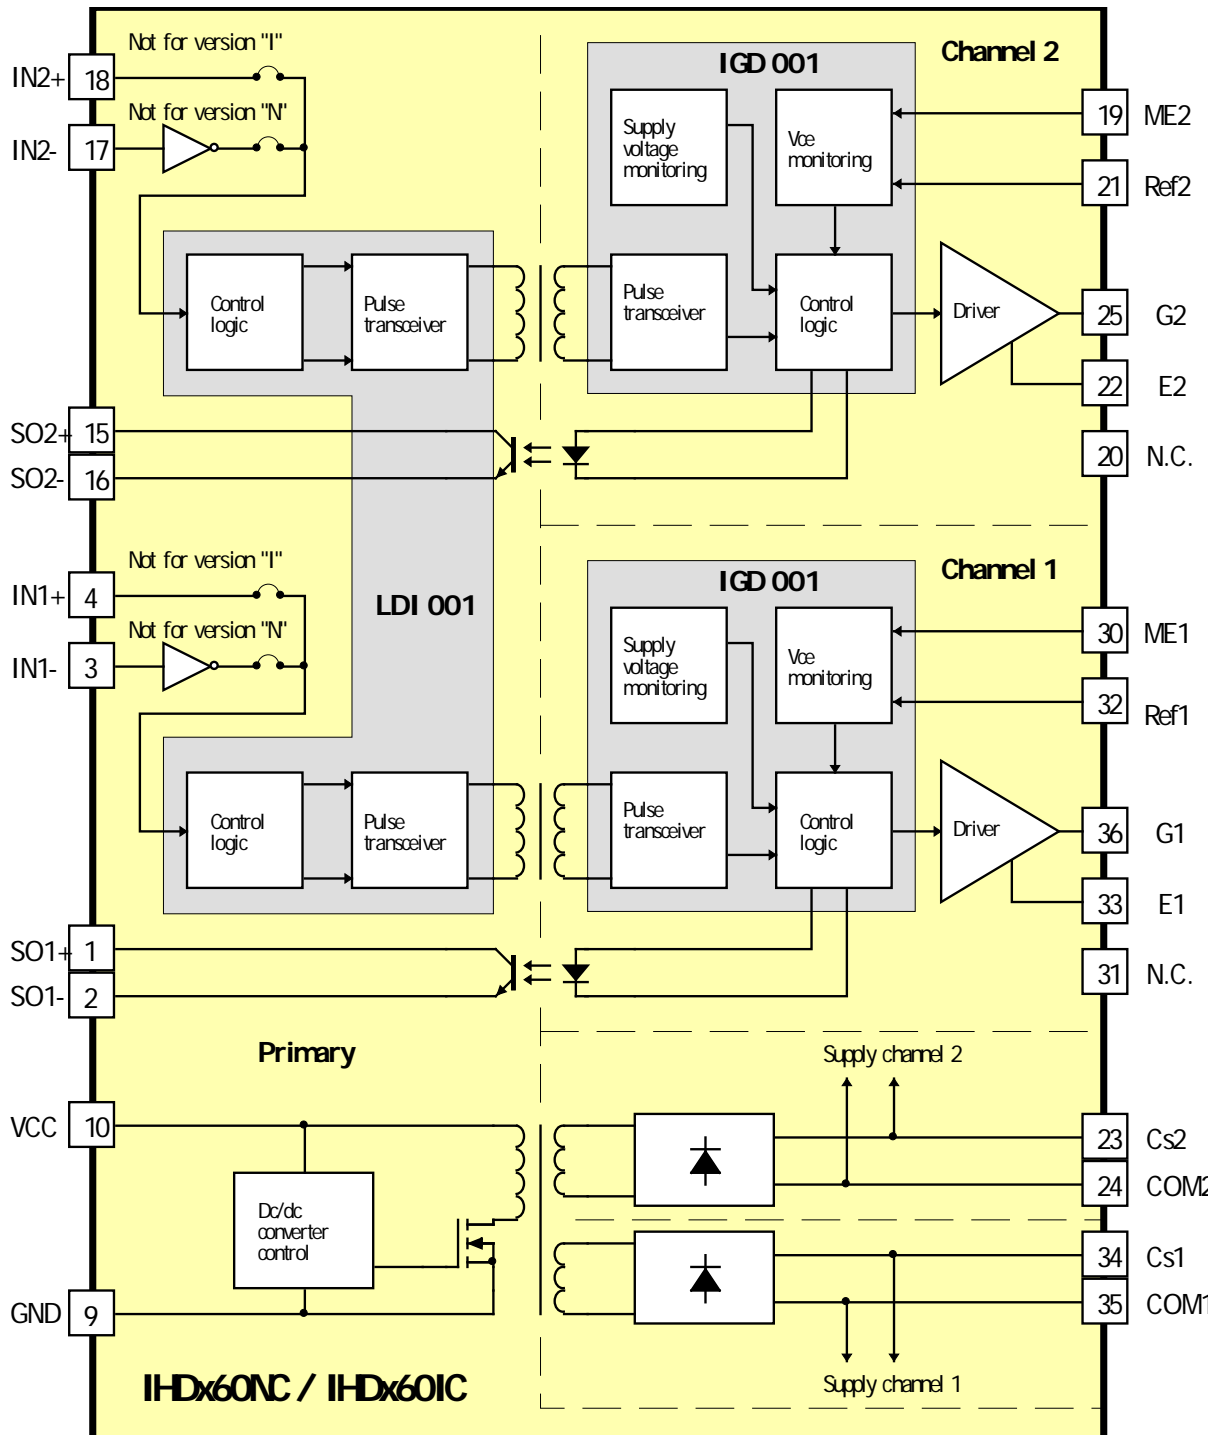 Not for version "I"
IN2+ 18
Not for version "N"
IN2- 17
IGD 001
Channel 2
Supply
voltage
monitoring
Vce
monitoring
19 ME2
21 Ref2
Control
logic
Pulse
transceiver
Pulse
transceiver
Control
logic
Driver
25 G2
22 E2
20 N.C.
SO2+ 15
SO2- 16
Not for version "I"
IN1+ 4
Not for version "N"
IN1- 3
LDI 001
IGD 001
Channel 1
Supply
voltage
monitoring
Vce
monitoring
30 ME1
32 Ref1
Control
logic
Pulse
transceiver
Pulse
transceiver
Control
logic
Driver
36 G1
33 E1
31 N.C.
SO1+ 1
SO1- 2
Primary
Supply channel 2
VCC 10
23 Cs2
24 COM2
Dc/dc
converter
control
34 Cs1
35 COM1
GND 9
Supply channel 1
IHDx60NC / IHDx60IC